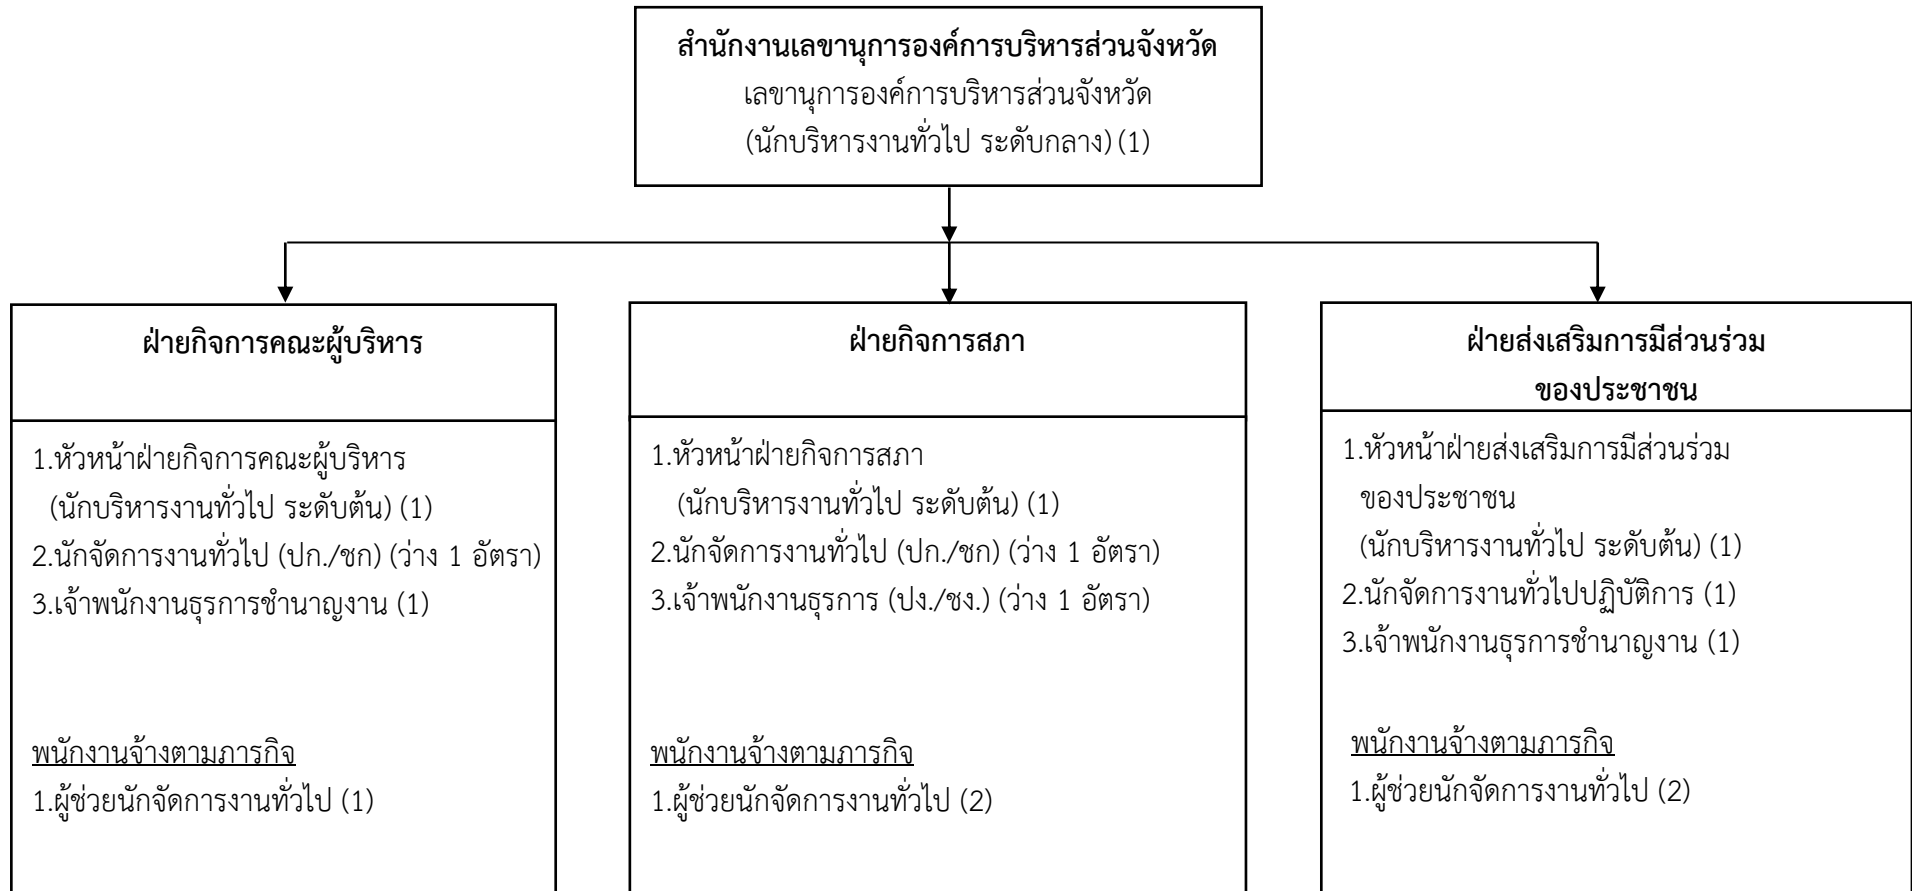 สำนักงานเลขานุการองค์การบริหารส่วนจังหวัด
เลขานุการองค์การบริหารส่วนจังหวัด
(นักบริหารงานทั่วไป ระดับกลาง) (1)
ฝ่ายกิจการคณะผู้บริหาร
1.หัวหน้าฝ่ายกิจการคณะผู้บริหาร
(นักบริหารงานทั่วไป ระดับต้น) (1)
2.นักจัดการงานทั่วไป (ปก./ชก) (ว่าง 1 อัตรา)
3.เจ้าพนักงานธุรการชำนาญงาน (1)
พนักงานจ้างตามภารกิจ
1.ผู้ช่วยนักจัดการงานทั่วไป (1)
ฝ่ายกิจการสภา
1.หัวหน้าฝ่ายกิจการสภา
(นักบริหารงานทั่วไป ระดับต้น) (1)
2.นักจัดการงานทั่วไป (ปก./ชก) (ว่าง 1 อัตรา)
3.เจ้าพนักงานธุรการ (ปง./ชง.) (ว่าง 1 อัตรา)
พนักงานจ้างตามภารกิจ
1.ผู้ช่วยนักจัดการงานทั่วไป (2)
ฝ่ายส่งเสริมการมีส่วนร่วม
ของประชาชน
1.หัวหน้าฝ่ายส่งเสริมการมีส่วนร่วม
ของประชาชน
(นักบริหารงานทั่วไป ระดับต้น) (1)
2.นักจัดการงานทั่วไปปฏิบัติการ (1)
3.เจ้าพนักงานธุรการชำนาญงาน (1)
พนักงานจ้างตามภารกิจ
1.ผู้ช่วยนักจัดการงานทั่วไป (2)